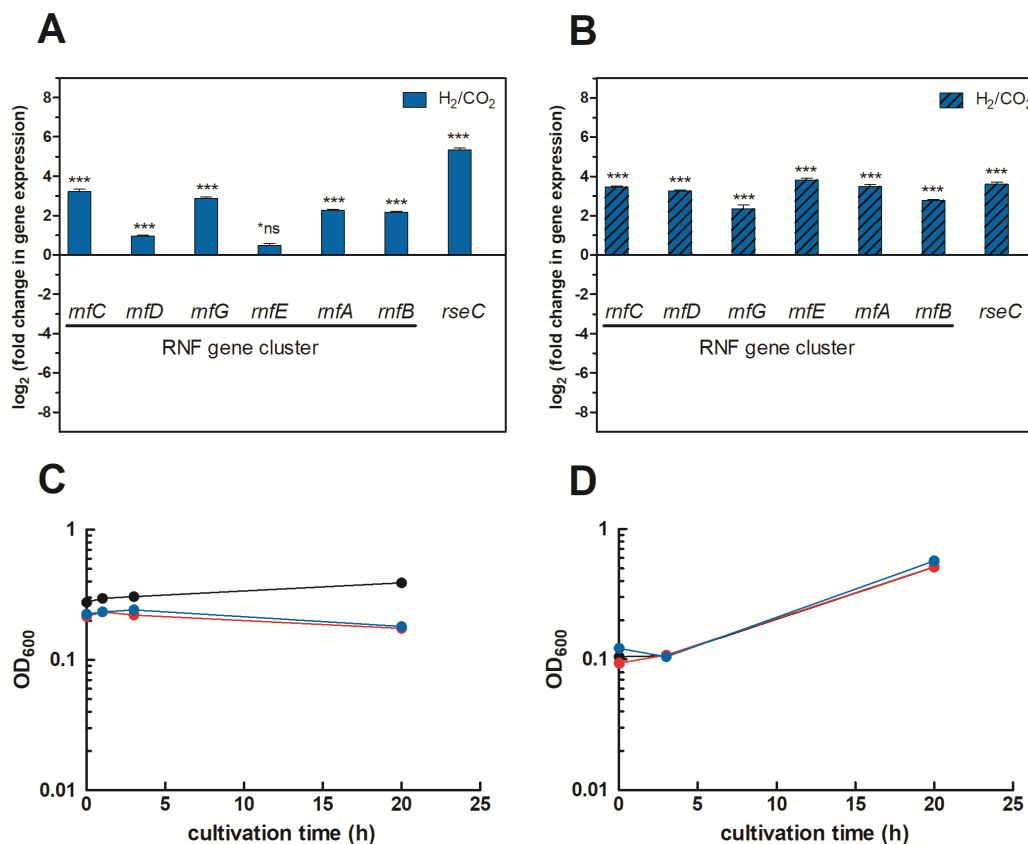 A
log2 (fold change in gene expression)
8
6
4
2
0
-2
-4
-6
-8
H2/CO2
***
***
***
*ns
***
***
***
rnfC rnfD rnfG rnfE rnfA rnfB rseC
RNF gene cluster
B
log2 (fold change in gene expression)
8
6
4
2
0
-2
-4
-6
-8
H2/CO2
***
***
***
***
***
***
***
rnfC rnfD rnfG rnfE rnfA rnfB rseC
RNF gene cluster
C
OD600
1
0.1
0.01
0 5 10 15 20 25
cultivation time (h)
D
OD600
1
0.1
0.01
0 5 10 15 20 25
cultivation time (h)